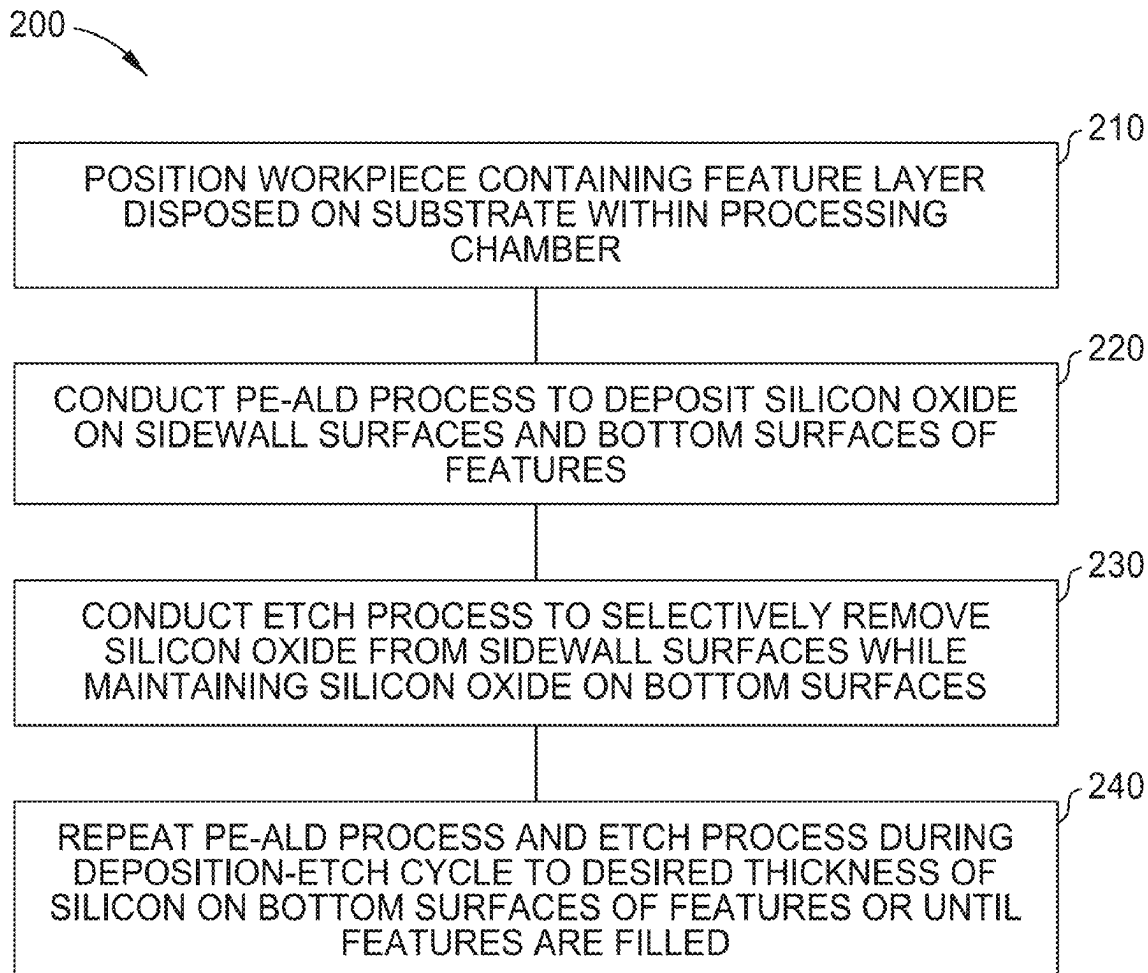 200
210
POSITION WORKPIECE CONTAINING FEATURE LAYER
DISPOSED ON SUBSTRATE WITHIN PROCESSING
CHAMBER
220
CONDUCT PE-ALD PROCESS TO DEPOSIT SILICON OXIDE
ON SIDEWALL SURFACES AND BOTTOM SURFACES OF
FEATURES
230
CONDUCT ETCH PROCESS TO SELECTIVELY REMOVE
SILICON OXIDE FROM SIDEWALL SURFACES WHILE
MAINTAINING SILICON OXIDE ON BOTTOM SURFACES
240
REPEAT PE-ALD PROCESS AND ETCH PROCESS DURING
DEPOSITION-ETCH CYCLE TO DESIRED THICKNESS OF
SILICON ON BOTTOM SURFACES OF FEATURES OR UNTIL
FEATURES ARE FILLED